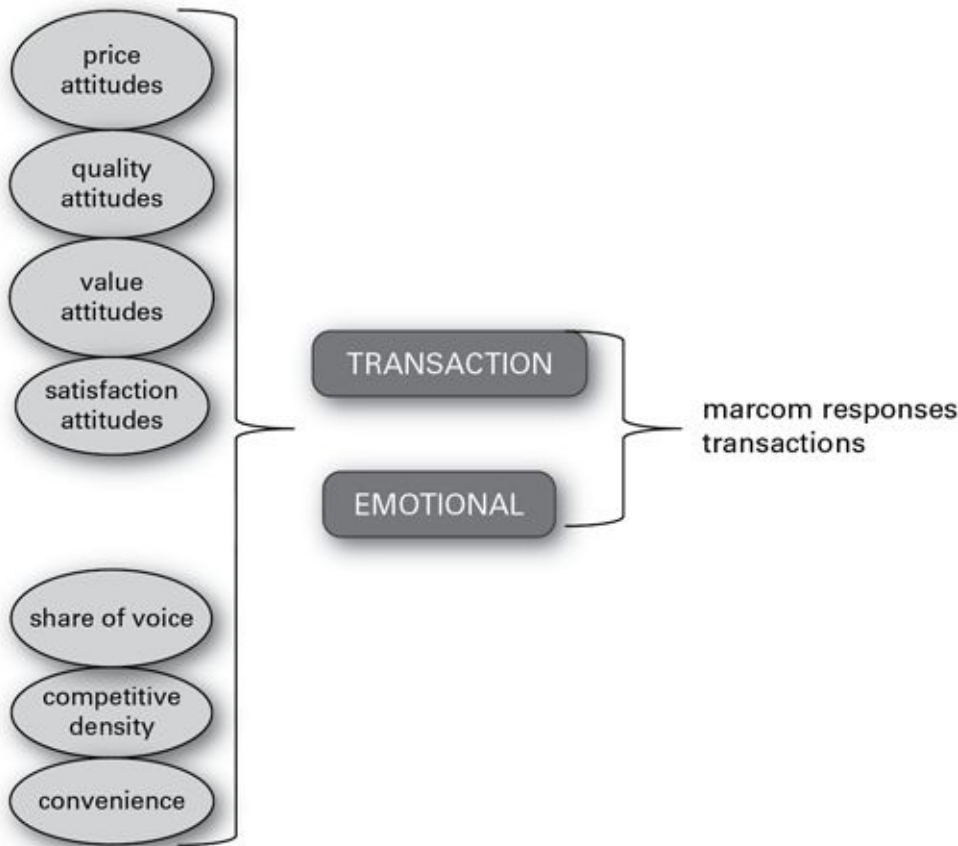 price
attitudes
quality
attitudes
value
attitudes
satisfaction
attitudes
share of voice
competitive
density
convenience
TRANSACTION
EMOTIONAL
marcom responses
transactions